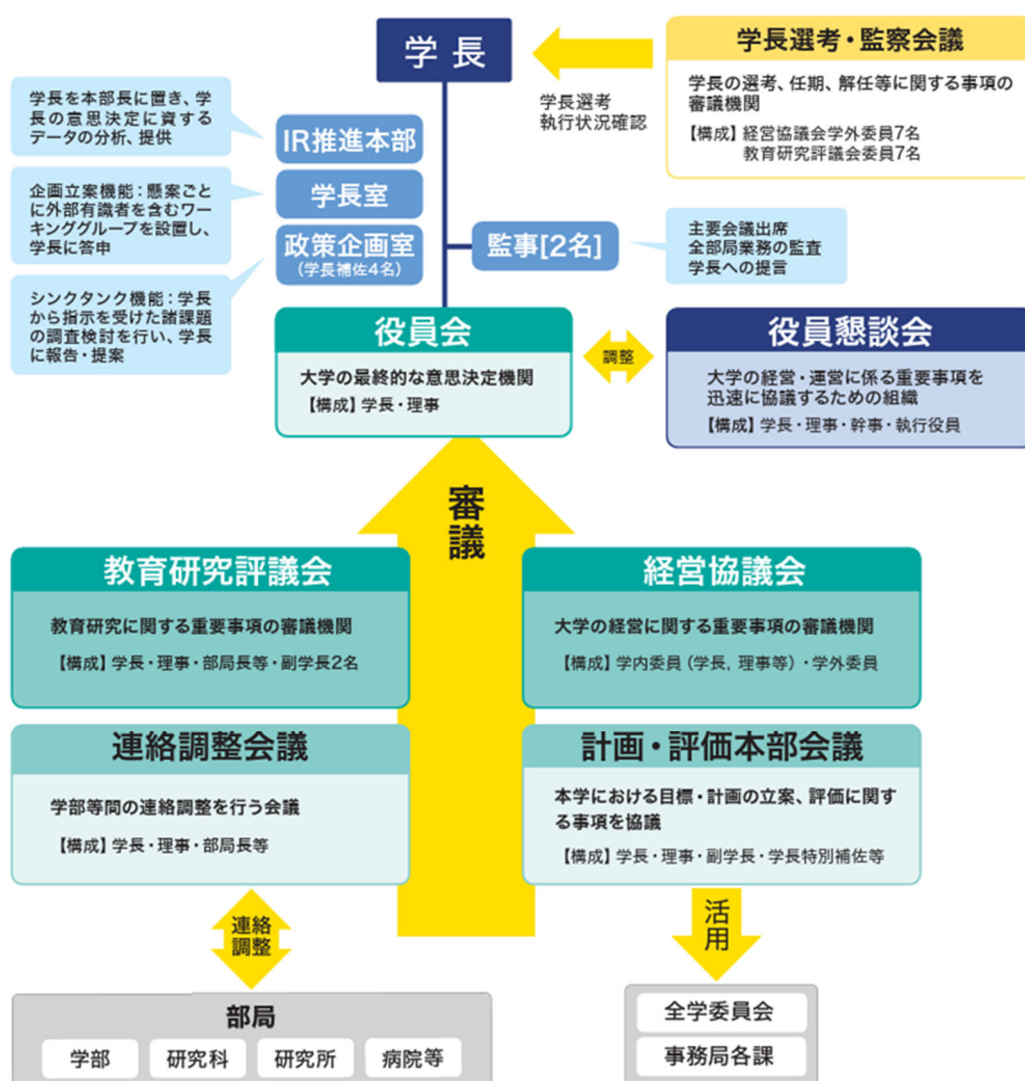 学長
学長選考・監察会議
学長の選考、任期、解任等に関する事項の
審議機関
【構成】経営協議会学外委員7名
教育研究評議会委員7名
学長選考
執行状況確認
学長を本部長に置き、学
長の意思決定に資する
データの分析、提供
IR推進本部
企画立案機能：懸案ごと
に外部有識者を含むワー
キンググループを設置し、
学長に答申
学長室
シンクタンク機能：学長
から指示を受けた諸課題
の調査検討を行い、学長
に報告・提案
政策企画室
(学長補佐4名)
監事[2名]
主要会議出席
全部局業務の監査
学長への提言
役員会
大学の最終的な意思決定機関
【構成】学長・理事
調整
役員懇談会
大学の経営・運営に係る重要事項を
迅速に協議するための組織
【構成】学長・理事・幹事・執行役員
審議
教育研究評議会
教育研究に関する重要事項の審議機関
【構成】学長・理事・部局長等・副学長2名
経営協議会
大学の経営に関する重要事項の審議機関
【構成】学内委員（学長，理事等）・学外委員
連絡調整会議
学部等間の連絡調整を行う会議
【構成】学長・理事・部局長等
計画・評価本部会議
本学における目標・計画の立案、評価に関す
る事項を協議
【構成】学長・理事・副学長・学長特別補佐等
連絡
調整
活用
部局
学部
研究科
研究所
病院等
全学委員会
事務局各課